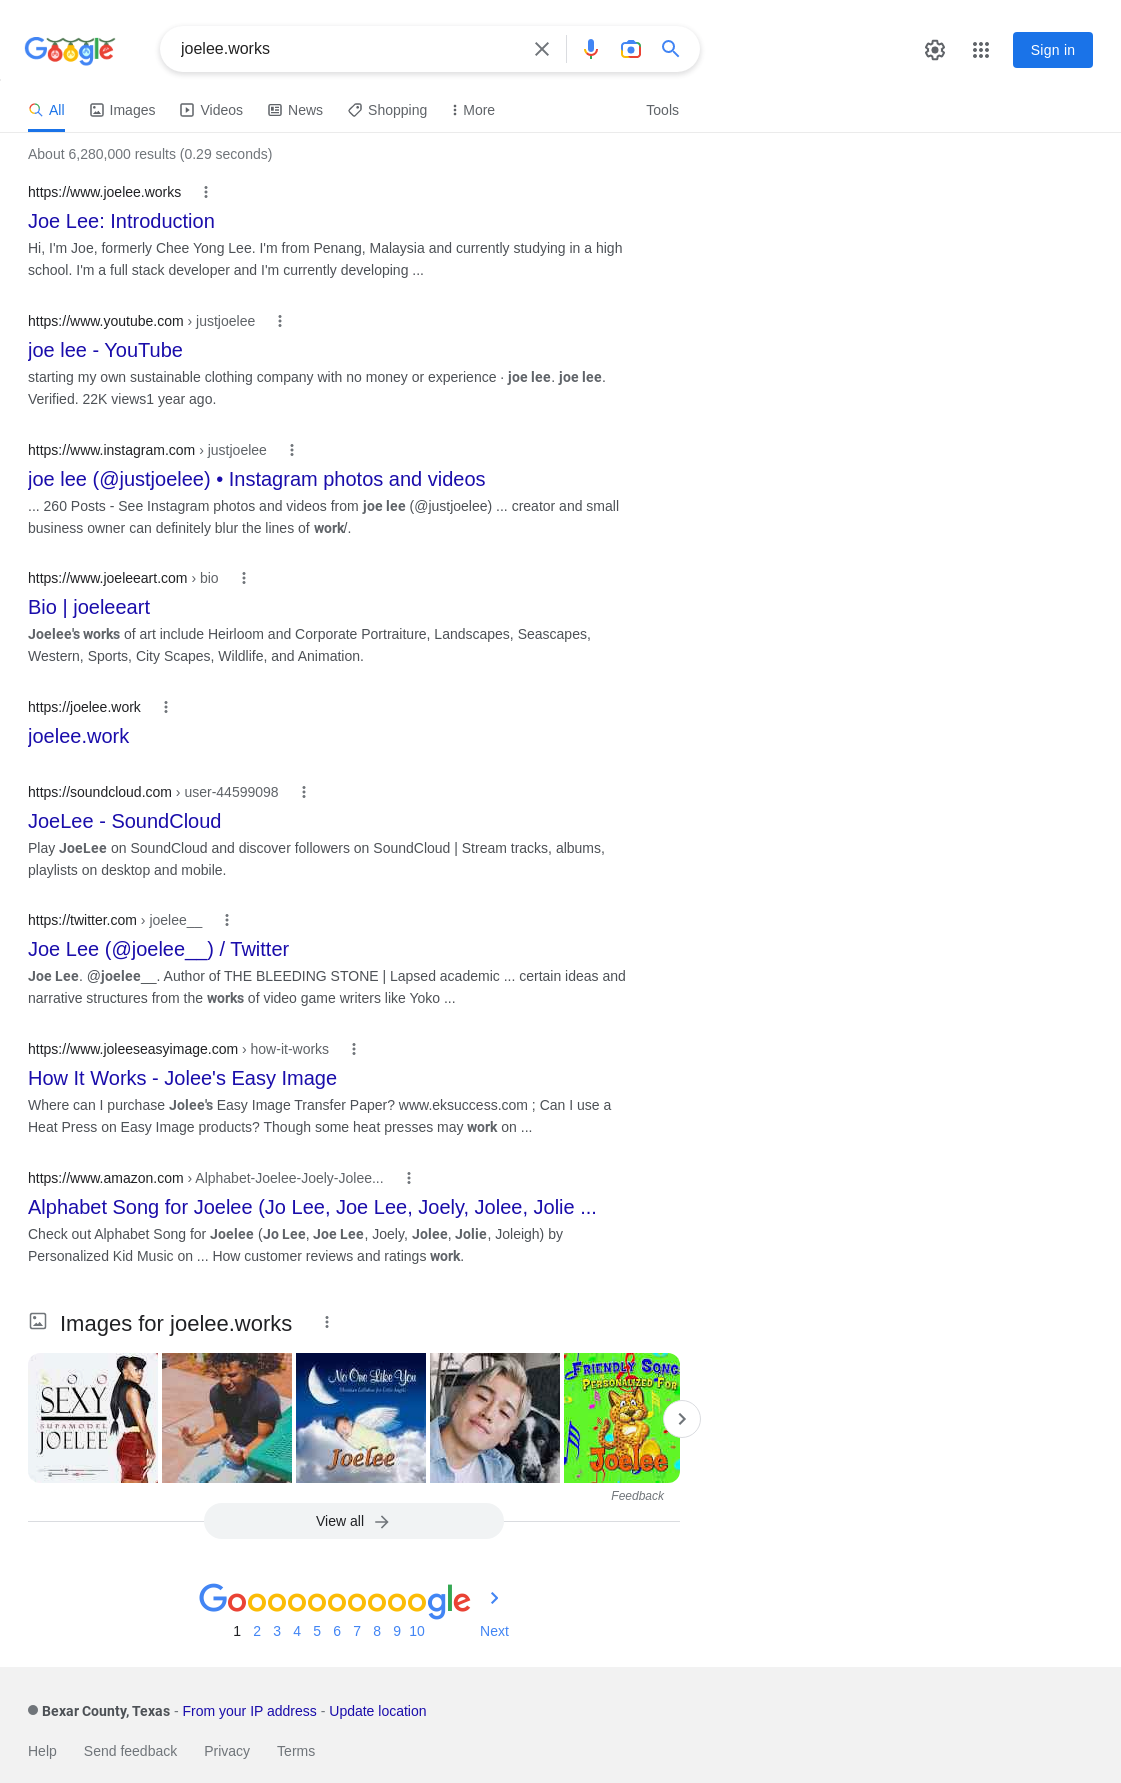 Google
joelee.works
Sign in
All
Images
Videos
News
Shopping
More
Tools
About 6,280,000 results (0.29 seconds)
https://www.joelee.works
Joe Lee: Introduction
Hi, I'm Joe, formerly Chee Yong Lee. I'm from Penang, Malaysia and currently studying in a high
school. I'm a full stack developer and I'm currently developing ...
https://www.youtube.com › justjoelee
joe lee - YouTube
starting my own sustainable clothing company with no money or experience · joe lee. joe lee.
Verified. 22K views1 year ago.
https://www.instagram.com › justjoelee
joe lee (@justjoelee) • Instagram photos and videos
... 260 Posts - See Instagram photos and videos from joe lee (@justjoelee) ... creator and small
business owner can definitely blur the lines of work/.
https://www.joeleeart.com › bio
Bio | joeleeart
Joelee's works of art include Heirloom and Corporate Portraiture, Landscapes, Seascapes,
Western, Sports, City Scapes, Wildlife, and Animation.
https://joelee.work
joelee.work
https://soundcloud.com › user-44599098
JoeLee - SoundCloud
Play JoeLee on SoundCloud and discover followers on SoundCloud | Stream tracks, albums,
playlists on desktop and mobile.
https://twitter.com › joelee__
Joe Lee (@joelee__) / Twitter
Joe Lee. @joelee__. Author of THE BLEEDING STONE | Lapsed academic ... certain ideas and
narrative structures from the works of video game writers like Yoko ...
https://www.joleeseasyimage.com › how-it-works
How It Works - Jolee's Easy Image
Where can I purchase Jolee's Easy Image Transfer Paper? www.eksuccess.com ; Can I use a
Heat Press on Easy Image products? Though some heat presses may work on ...
https://www.amazon.com › Alphabet-Joelee-Joely-Jolee...
Alphabet Song for Joelee (Jo Lee, Joe Lee, Joely, Jolee, Jolie ...
Check out Alphabet Song for Joelee (Jo Lee, Joe Lee, Joely, Jolee, Jolie, Joleigh) by
Personalized Kid Music on ... How customer reviews and ratings work.
Images for joelee.works
SOO
SEXY
SUPAMODEL
JOELEE
No One Like You
Christian Lullabies for Little Angels
Joelee
FRIENDLY SONG
PERSONALIZED FOR
Joelee
Feedback
View all
Goooooooooogle
1 2 3 4 5 6 7 8 9 10 Next
Bexar County, Texas - From your IP address - Update location
Help Send feedback Privacy Terms